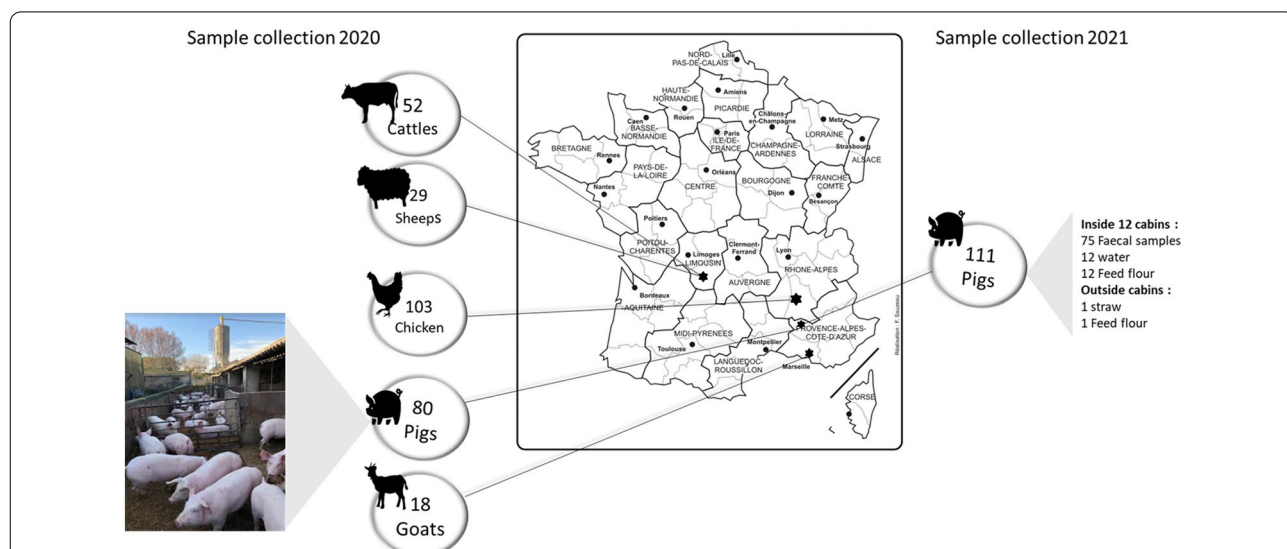 Sample collection 2020
Sample collection 2021
52
Cattles
29
Sheeps
103
Chicken
80
Pigs
18
Goats
NORD-
PAS-DE-CALAIS
Lille
Amiens
PICARDIE
HAUTE-
NORMANDIE
Rouen
Caen
BASSE-
NORMANDIE
Paris
ILE-DE-
FRANCE
Châlons-
en-Champagne
CHAMPAGNE-
ARDENNES
Metz
LORRAINE
Strasbourg
ALSACE
BRETAGNE
Rennes
PAYS-DE-
LA-LOIRE
Nantes
Orléans
CENTRE
BOURGOGNE
Dijon
FRANCHE-
COMTE
Besançon
Poitiers
POITOU-
CHARENTES
Limoges
LIMOUSIN
Clermont-
Ferrand
AUVERGNE
Lyon
RHONE-ALPES
Bordeaux
AQUITAINE
MIDI-PYRENEES
Toulouse
Montpellier
LANGUEDOC-
ROUSSILLON
PROVENCE-ALPES-
COTE-D'AZUR
Marseille
CORSE
111
Pigs
Inside 12 cabins :
75 Faecal samples
12 water
12 Feed flour
Outside cabins :
1 straw
1 Feed flour